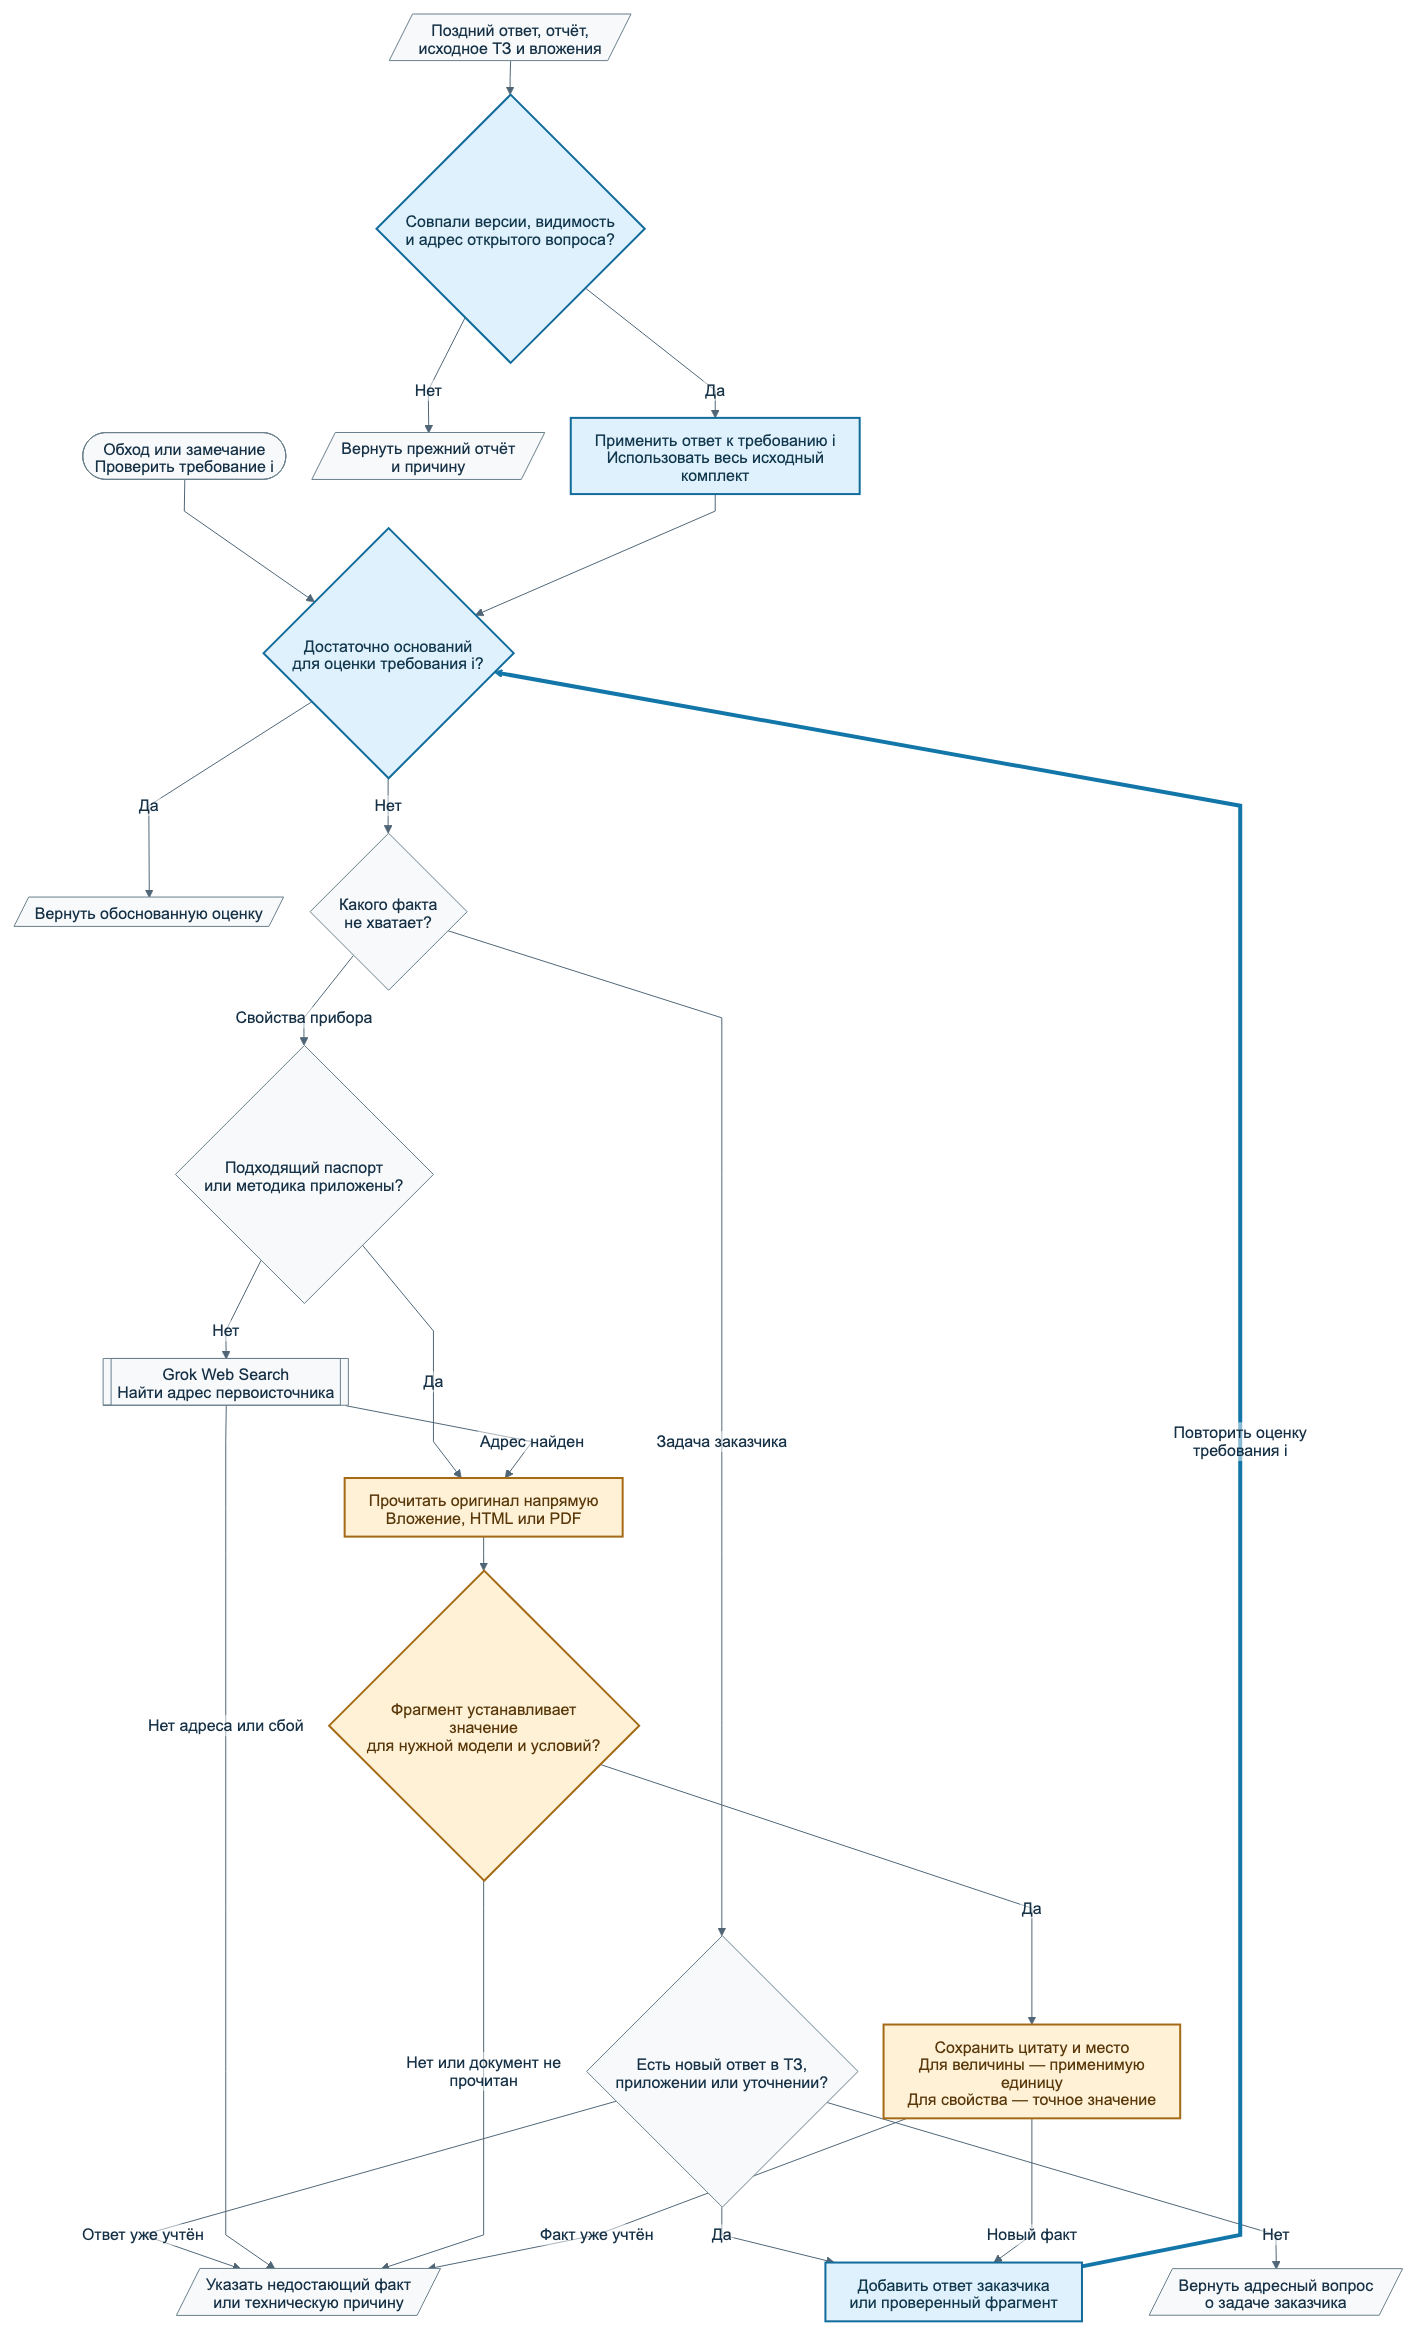 Поздний ответ, отчёт,
исходное ТЗ и вложения
Совпали версии, видимость
и адрес открытого вопроса?
Нет
Да
Обход или замечание
Проверить требование i
Вернуть прежний отчёт
и причину
Применить ответ к требованию i
Использовать весь исходный
комплект
Достаточно оснований
для оценки требования i?
Да
Нет
Вернуть обоснованную оценку
Какого факта
не хватает?
Свойства прибора
Подходящий паспорт
или методика приложены?
Нет
Grok Web Search
Найти адрес первоисточника
Да
Адрес найден
Задача заказчика
Повторить оценку
требования i
Прочитать оригинал напрямую
Вложение, HTML или PDF
Нет адреса или сбой
Фрагмент устанавливает
значение
для нужной модели и условий?
Да
Нет или документ не
прочитан
Есть новый ответ в ТЗ,
приложении или уточнении?
Сохранить цитату и место
Для величины — применимую
единицу
Для свойства — точное значение
Ответ уже учтён
Факт уже учтён
Да
Новый факт
Нет
Указать недостающий факт
или техническую причину
Добавить ответ заказчика
или проверенный фрагмент
Вернуть адресный вопрос
о задаче заказчика